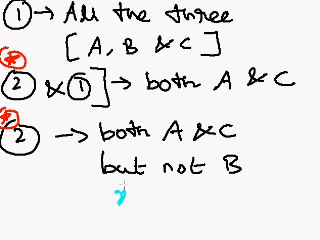 ① → All the three
[A, B & C]
② & ①] → both A & C
② → both A & C
but not B